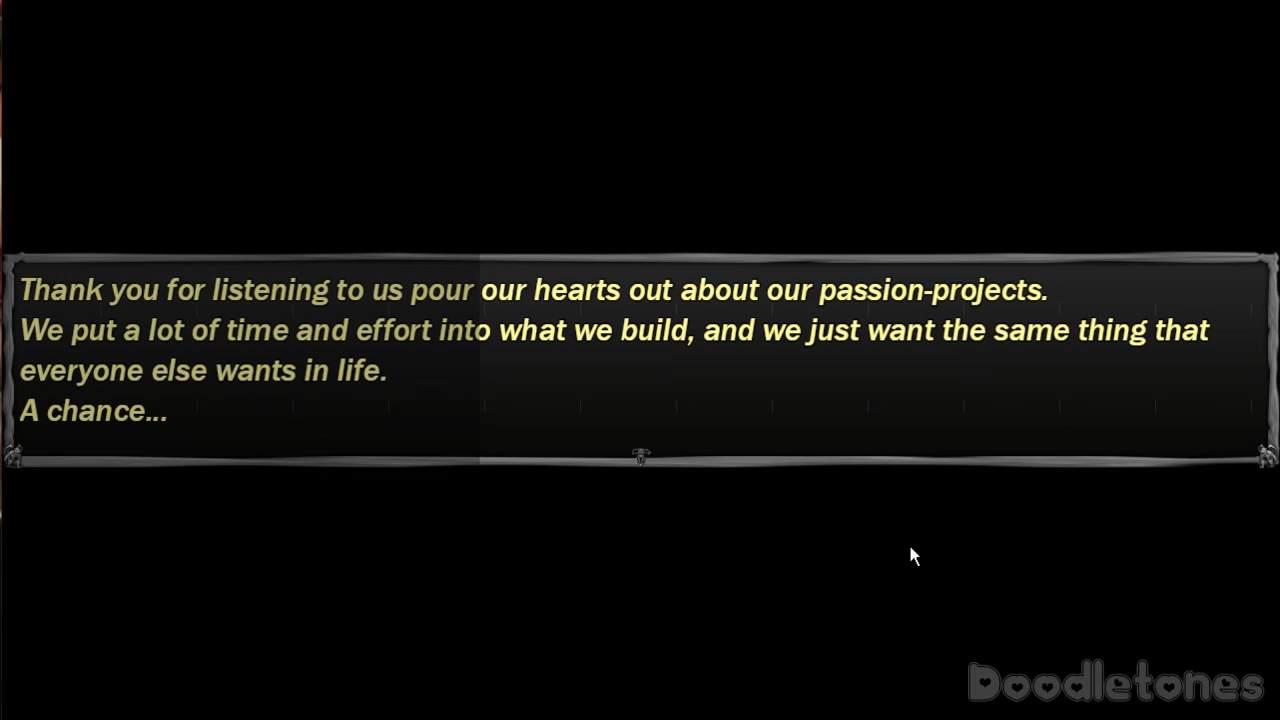 Thank you for listening to us pour our hearts out about our passion-projects.
We put a lot of time and effort into what we build, and we just want the same thing that
everyone else wants in life.
A chance...
Doodletones